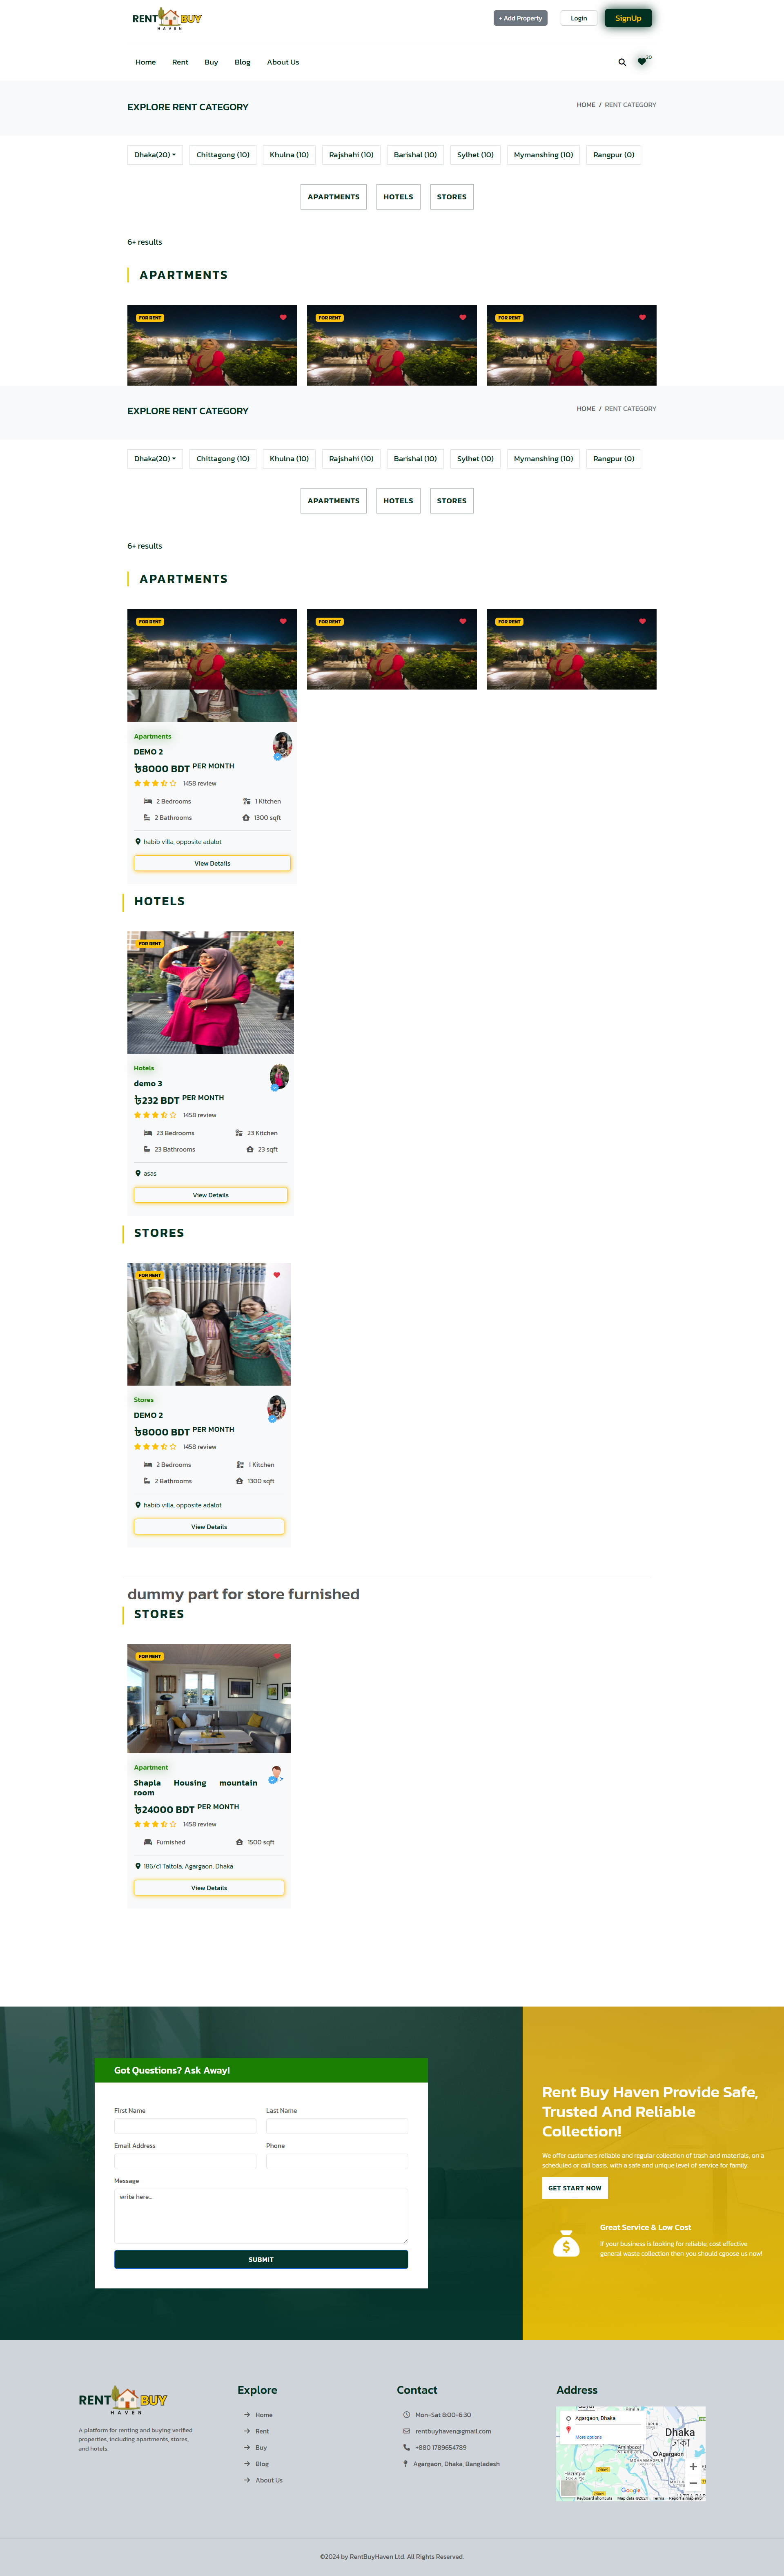 RENT BUY
HAVEN
+ Add Property
Login
SignUp
Home Rent Buy Blog About Us
20
EXPLORE RENT CATEGORY
HOME / RENT CATEGORY
Dhaka(20) Chittagong (10) Khulna (10) Rajshahi (10) Barishal (10) Sylhet (10) Mymanshing (10) Rangpur (0)
APARTMENTS HOTELS STORES
6+ results
APARTMENTS
FOR RENT FOR RENT FOR RENT
EXPLORE RENT CATEGORY
HOME / RENT CATEGORY
Dhaka(20) Chittagong (10) Khulna (10) Rajshahi (10) Barishal (10) Sylhet (10) Mymanshing (10) Rangpur (0)
APARTMENTS HOTELS STORES
6+ results
APARTMENTS
FOR RENT FOR RENT FOR RENT
Apartments
DEMO 2
৳8000 BDT PER MONTH
1458 review
2 Bedrooms 1 Kitchen
2 Bathrooms 1300 sqft
habib villa, opposite adalot
View Details
HOTELS
FOR RENT
Hotels
demo 3
৳232 BDT PER MONTH
1458 review
23 Bedrooms 23 Kitchen
23 Bathrooms 23 sqft
asas
View Details
STORES
FOR RENT
Stores
DEMO 2
৳8000 BDT PER MONTH
1458 review
2 Bedrooms 1 Kitchen
2 Bathrooms 1300 sqft
habib villa, opposite adalot
View Details
dummy part for store furnished
STORES
FOR RENT
Apartment
Shapla Housing mountain
room
৳24000 BDT PER MONTH
1458 review
Furnished 1500 sqft
186/c1 Taltola, Agargaon, Dhaka
View Details
Got Questions? Ask Away!
First Name Last Name
Email Address Phone
Message
write here...
SUBMIT
Rent Buy Haven Provide Safe,
Trusted And Reliable
Collection!
We offer customers reliable and regular collection of trash and materials, on a
scheduled or call basis, with a safe and unique level of service for family.
GET START NOW
Great Service & Low Cost
If your business is looking for reliable, cost effective
general waste collection then you should cgoose us now!
RENT BUY
HAVEN
A platform for renting and buying verified
properties, including apartments, stores,
and hotels.
Explore
Home
Rent
Buy
Blog
About Us
Contact
Mon-Sat 8:00-6:30
rentbuyhaven@gmail.com
+880 1789654789
Agargaon, Dhaka, Bangladesh
Address
Agargaon, Dhaka
More options
Dhaka
ঢাকা
Agargaon
Hazratpur
Google
Keyboard shortcuts Map data ©2024 Terms Report a map error
©2024 by RentBuyHaven Ltd. All Rights Reserved.